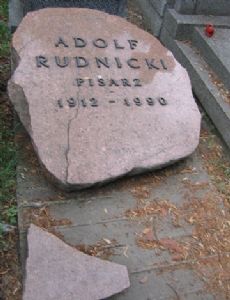 ADOLF
RUDNICKI
PISARZ
1912 - 1990